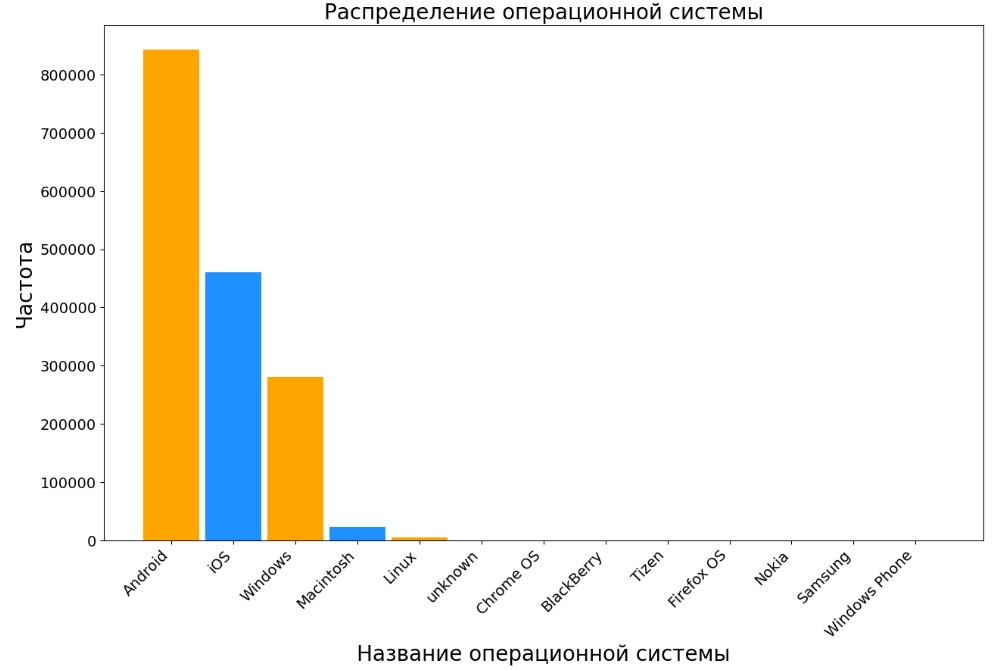 Распределение операционной системы
800000
700000
600000
500000
400000
300000
200000
100000
0
Частота
Android
iOS
Windows
Macintosh
Linux
unknown
Chrome OS
BlackBerry
Tizen
Firefox OS
Nokia
Samsung
Windows Phone
Название операционной системы